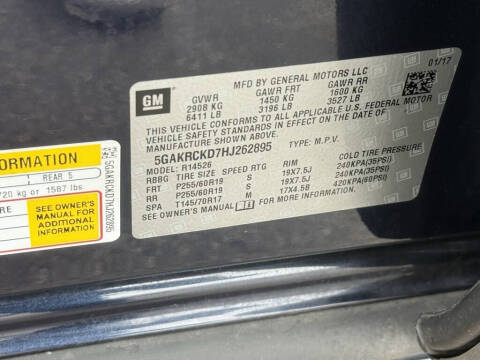 MFD BY GENERAL MOTORS LLC
01/17
GM
GVWR GAWR FRT GAWR RR
2908 KG 1450 KG 1600 KG
6411 LB 3196 LB 3527 LB
THIS VEHICLE CONFORMS TO ALL APPLICABLE U.S. FEDERAL MOTOR
VEHICLE SAFETY STANDARDS IN EFFECT ON THE DATE OF
MANUFACTURE SHOWN ABOVE.
5GAKRCKD7HJ262895 TYPE: M.P.V.
MODEL: R14526
RBBG TIRE SIZE SPEED RTG RIM COLD TIRE PRESSURE
FRT P255/60R19 S 19X7.5J 240KPA(35PSI)
RR P255/60R19 S 19X7.5J 240KPA(35PSI)
SPA T145/70R17 M 17X4.5B 420KPA(60PSI)
SEE OWNER'S MANUAL FOR ADDITIONAL INFORMATION.
FORMATION
1 REAR 5
720 kg or 1587 lbs
RE
SEE OWNER'S
MANUAL FOR
ADDITIONAL
INFORMATION
5GAKRCKD7HJ262895